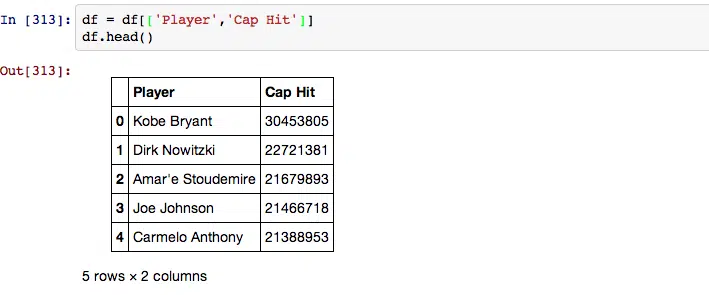 In [313]: df = df[['Player','Cap Hit']]
df.head()
Out[313]:
Player Cap Hit
0 Kobe Bryant 30453805
1 Dirk Nowitzki 22721381
2 Amar'e Stoudemire 21679893
3 Joe Johnson 21466718
4 Carmelo Anthony 21388953
5 rows × 2 columns